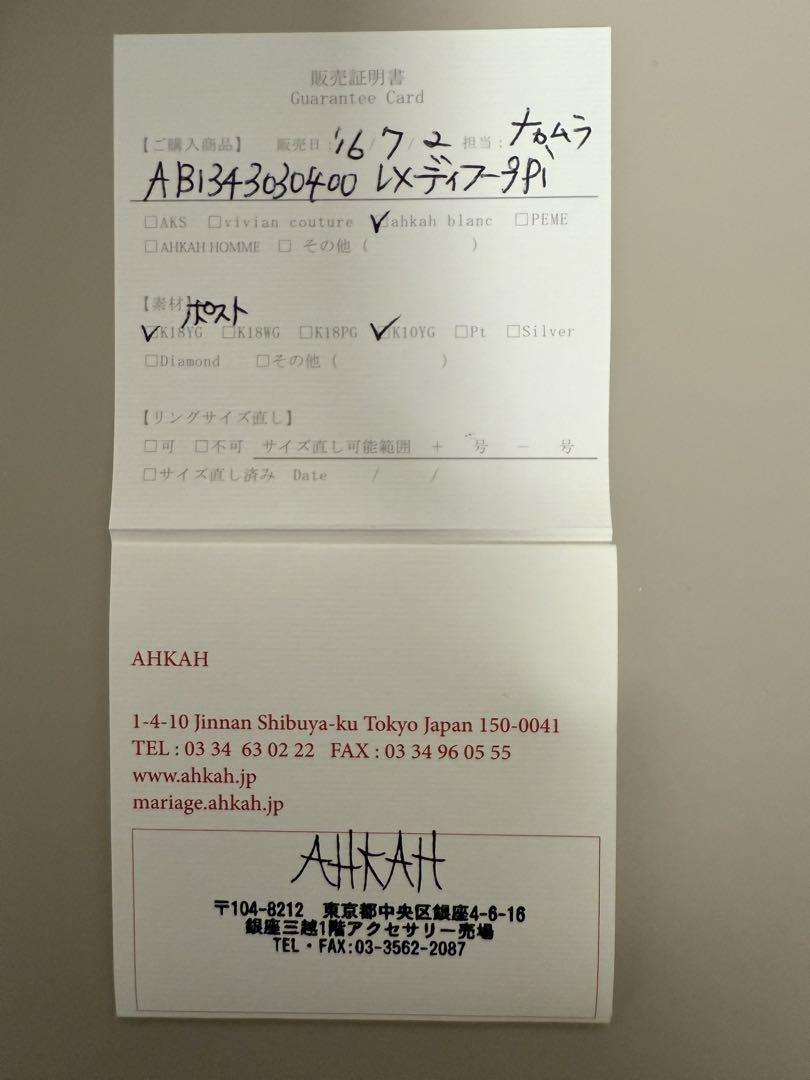 販売証明書
Guarantee Card
【ご購入商品】 販売日：'16/7/2 担当：ナカムラ
AB1343030400 LXディフープPi
□AKS □vivian couture ✓□ahkah blanc □PEME
□AHKAH HOMME □ その他（ ）
【素材】ポスト
✓□K18YG □K18WG □K18PG ✓□K10YG □Pt □Silver
□Diamond □その他（ ）
【リングサイズ直し】
□可 □不可 サイズ直し可能範囲 ＋ 号 － 号
□サイズ直し済み Date / /
AHKAH
1-4-10 Jinnan Shibuya-ku Tokyo Japan 150-0041
TEL : 03 34 63 02 22 FAX : 03 34 96 05 55
www.ahkah.jp
mariage.ahkah.jp
AHKAH
〒104-8212 東京都中央区銀座4-6-16
銀座三越1階アクセサリー売場
TEL・FAX:03-3562-2087